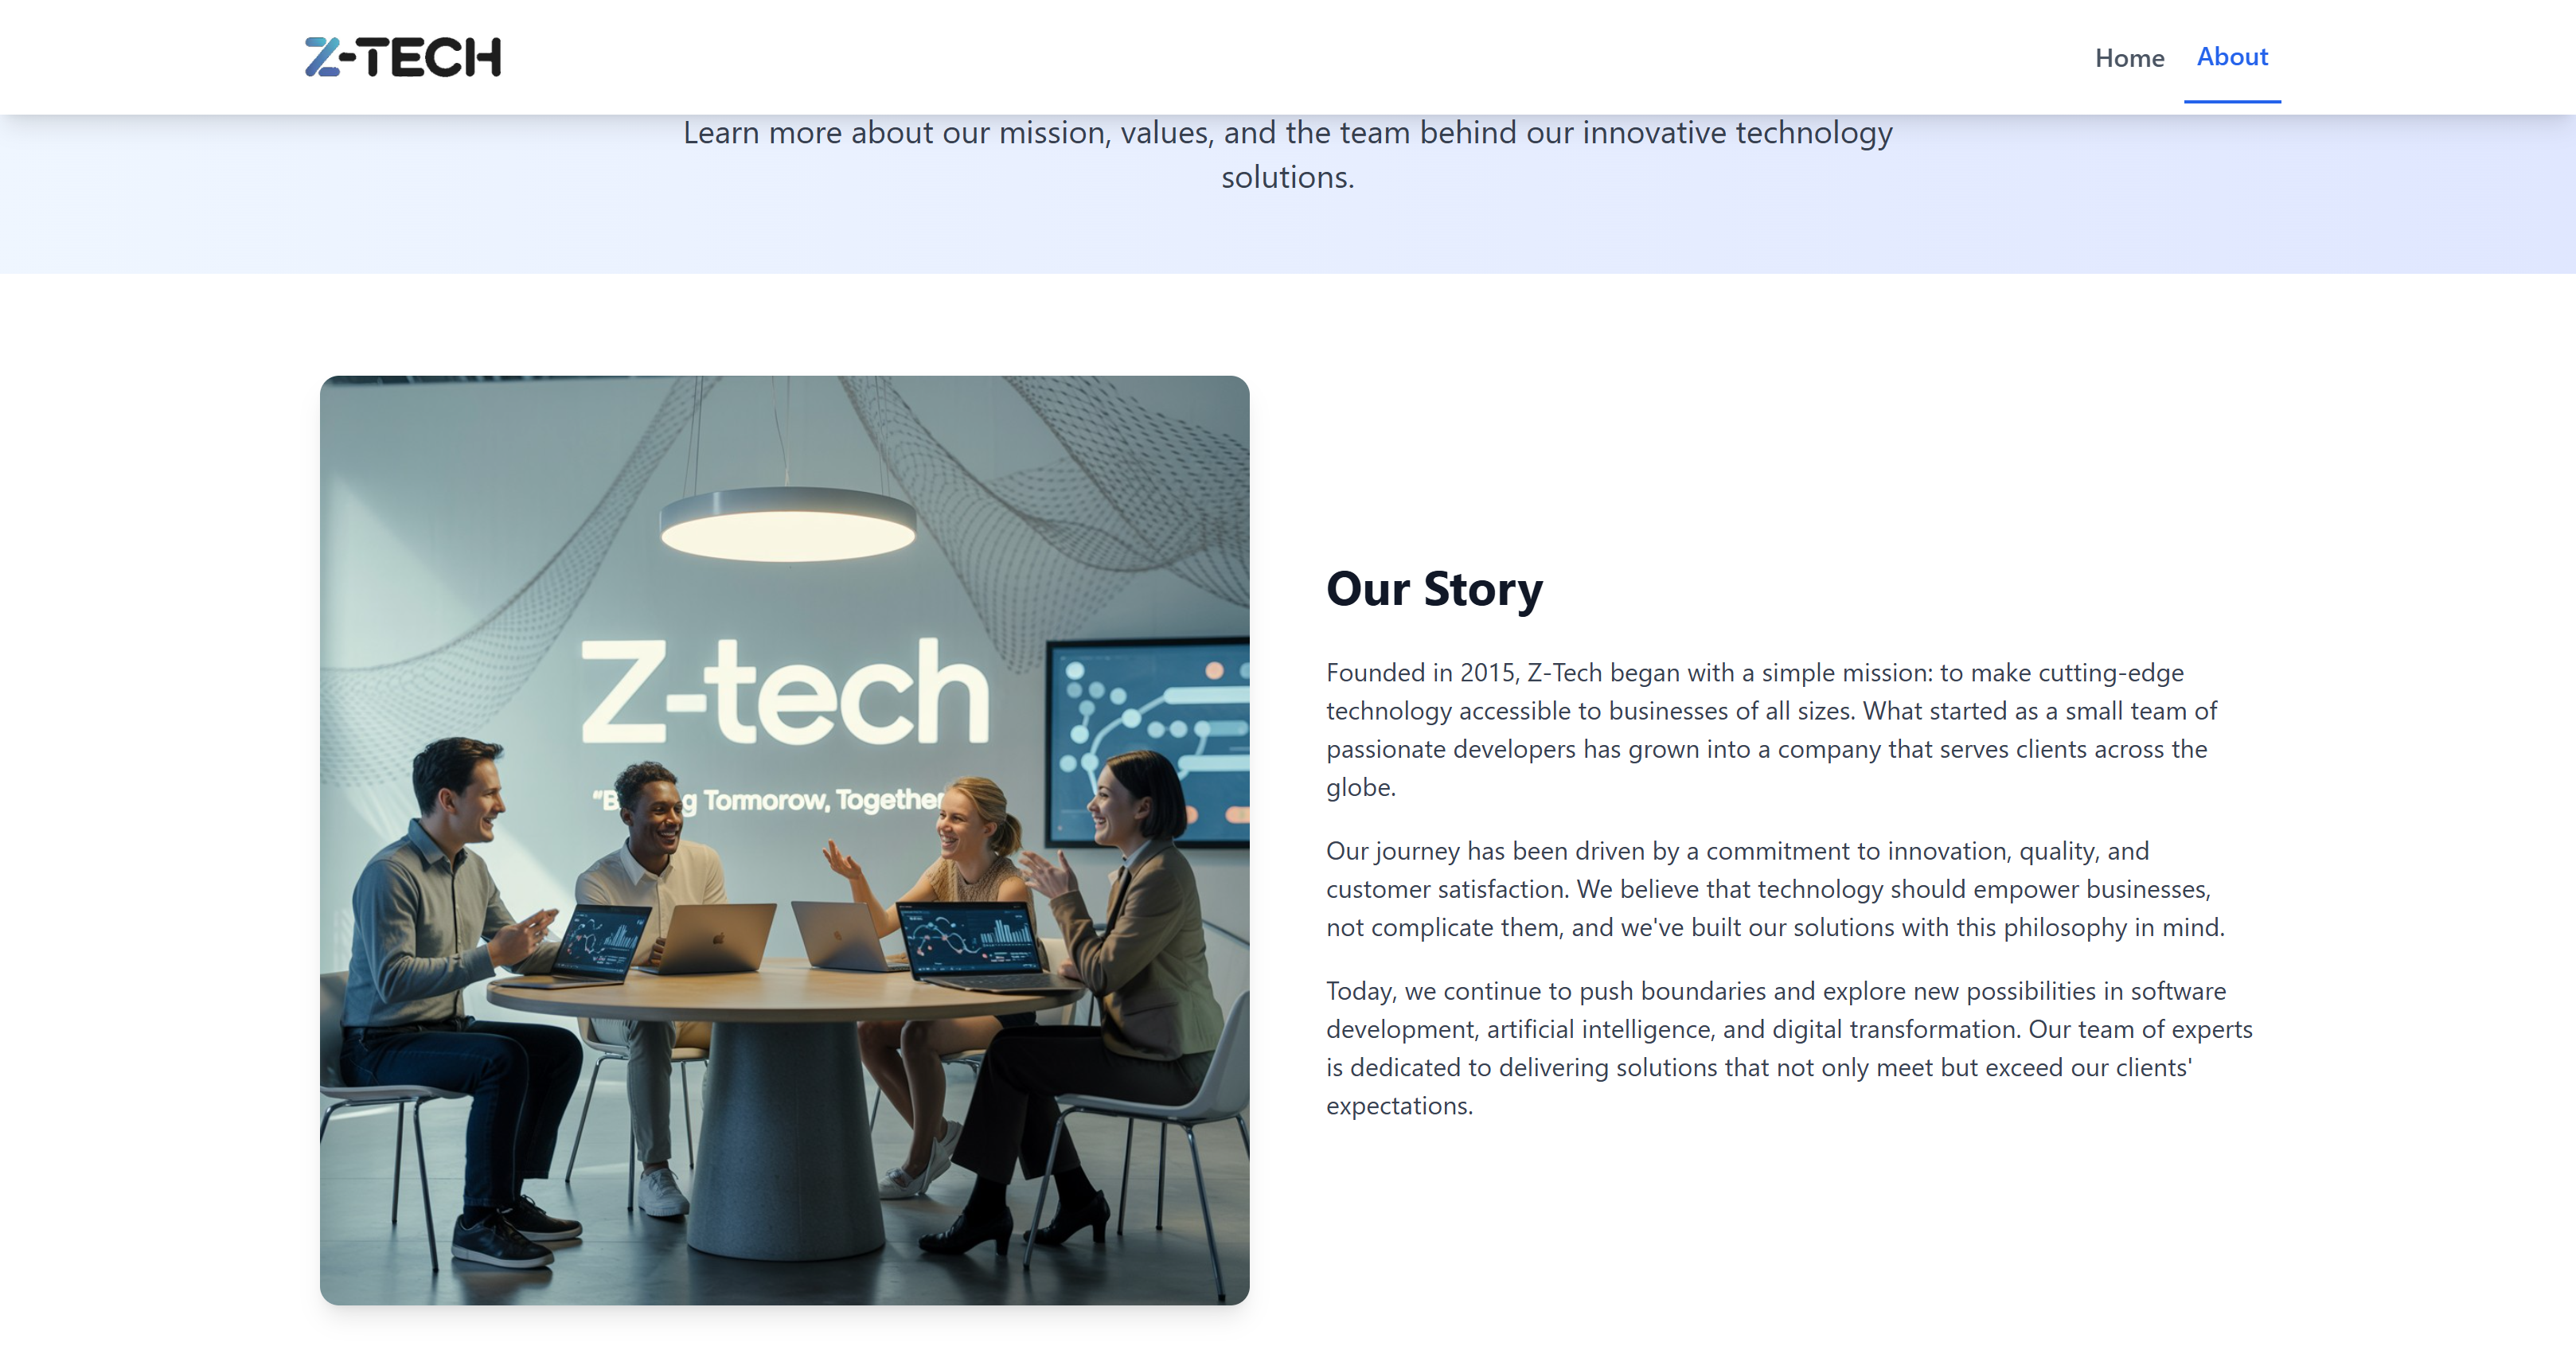 Z-TECH
Home
About
Learn more about our mission, values, and the team behind our innovative technology
solutions.
Z-tech
Tormorow, Together
Our Story
Founded in 2015, Z-Tech began with a simple mission: to make cutting-edge
technology accessible to businesses of all sizes. What started as a small team of
passionate developers has grown into a company that serves clients across the
globe.
Our journey has been driven by a commitment to innovation, quality, and
customer satisfaction. We believe that technology should empower businesses,
not complicate them, and we've built our solutions with this philosophy in mind.
Today, we continue to push boundaries and explore new possibilities in software
development, artificial intelligence, and digital transformation. Our team of experts
is dedicated to delivering solutions that not only meet but exceed our clients'
expectations.